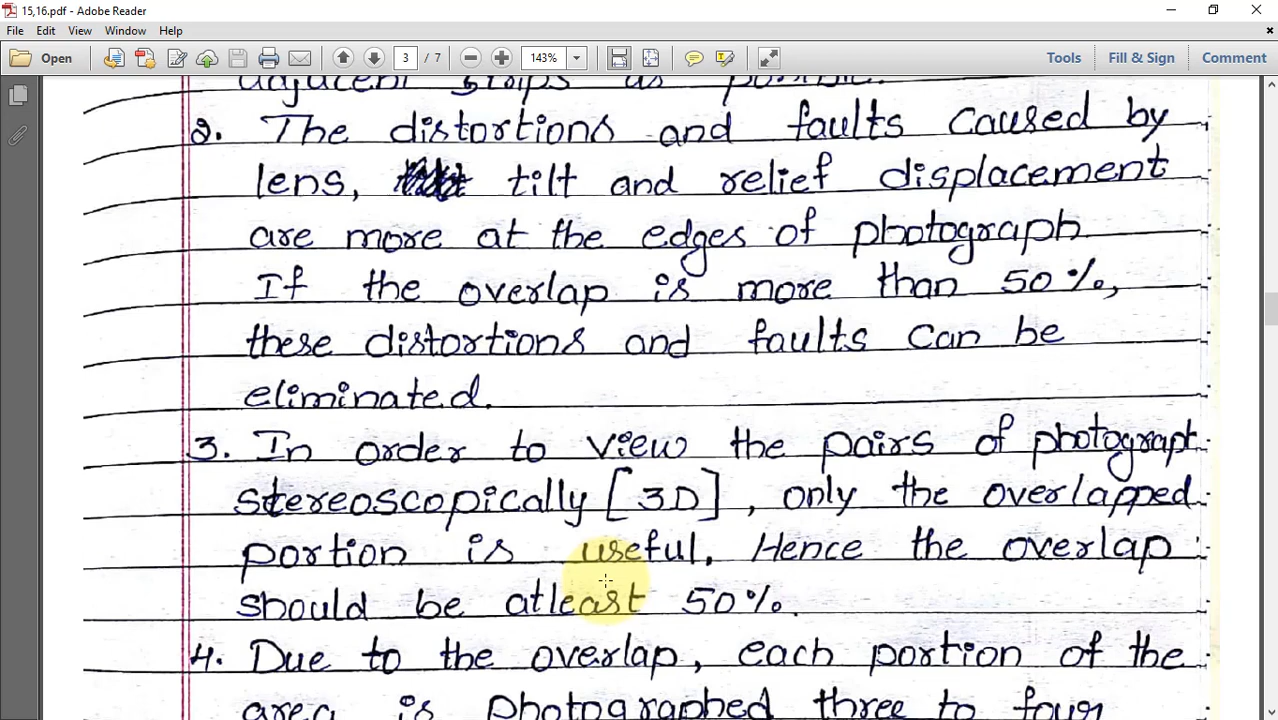 15,16.pdf - Adobe Reader
File Edit View Window Help
Open 3 / 7 143% Tools Fill & Sign Comment
adjacent strips as possible.
2. The distortions and faults caused by
lens, tilt and relief displacement
are more at the edges of photograph
If the overlap is more than 50%,
these distortions and faults can be
eliminated.
3. In order to view the pairs of photograph
stereoscopically [3D], only the overlapped
portion is useful. Hence the overlap
should be atleast 50%.
4. Due to the overlap, each portion of the
area is photographed three to four